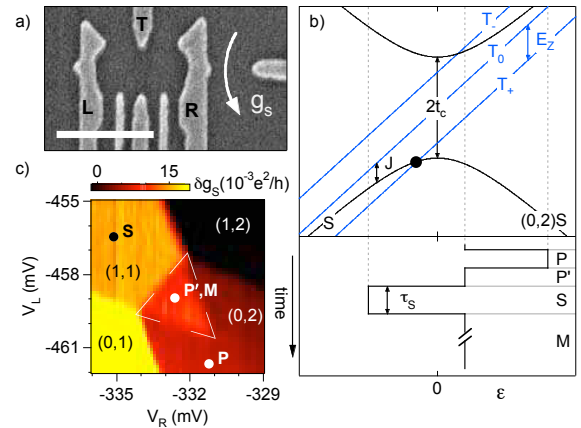 a)
T
L
R
g_S
b)
T_-
T_0
T_+
E_Z
2t_c
J
S
(0,2)S
c)
0
15
δg_S(10^-3 e^2/h)
-455
-458
-461
V_L (mV)
S
(1,1)
(1,2)
P',M
(0,2)
(0,1)
P
-335
-332
-329
V_R (mV)
time
τ_S
P
P'
S
M
0
ε